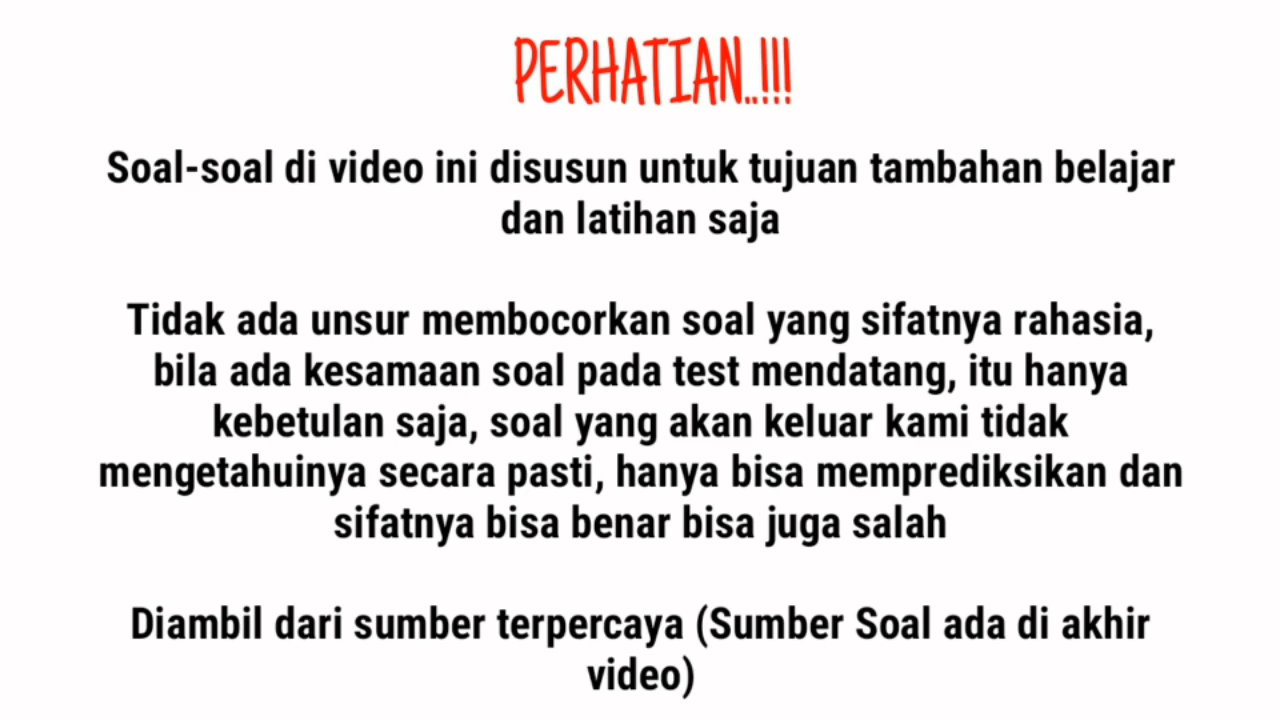 PERHATIAN..!!!
Soal-soal di video ini disusun untuk tujuan tambahan belajar
dan latihan saja
Tidak ada unsur membocorkan soal yang sifatnya rahasia,
bila ada kesamaan soal pada test mendatang, itu hanya
kebetulan saja, soal yang akan keluar kami tidak
mengetahuinya secara pasti, hanya bisa memprediksikan dan
sifatnya bisa benar bisa juga salah
Diambil dari sumber terpercaya (Sumber Soal ada di akhir
video)